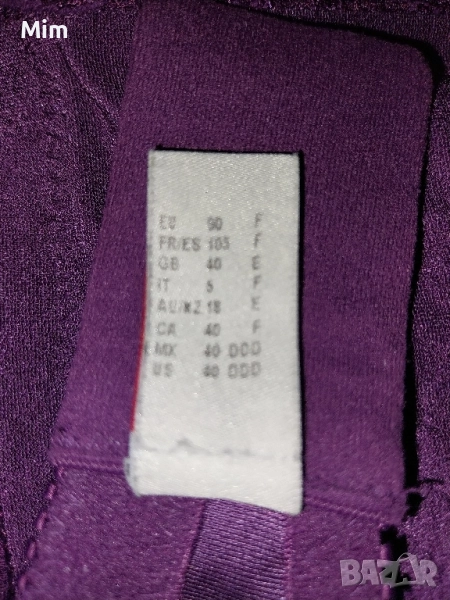 Mim
EU 90 F
FR/ES 105 F
GB 40 E
IT 5 F
AU/NZ 18 E
CA 40 F
MX 40 DDD
US 40 DDD
BAZAR